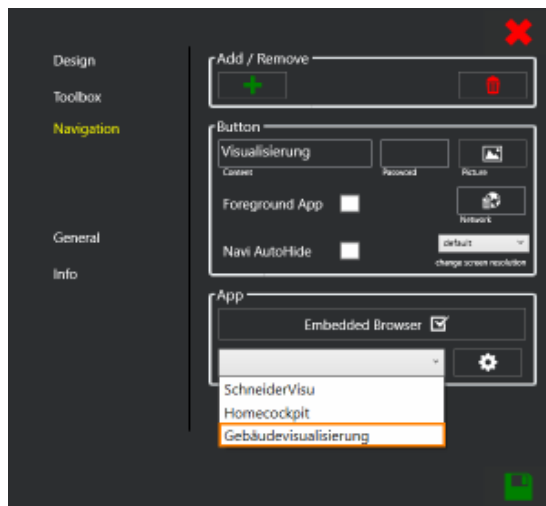 Design
Toolbox
Navigation
General
Info
Add / Remove
Button
Visualisierung
Content
Password
Picture
Foreground App
Network
Navi AutoHide
default
change screen resolution
App
Embedded Browser
SchneiderVisu
Homecockpit
Gebäudevisualisierung